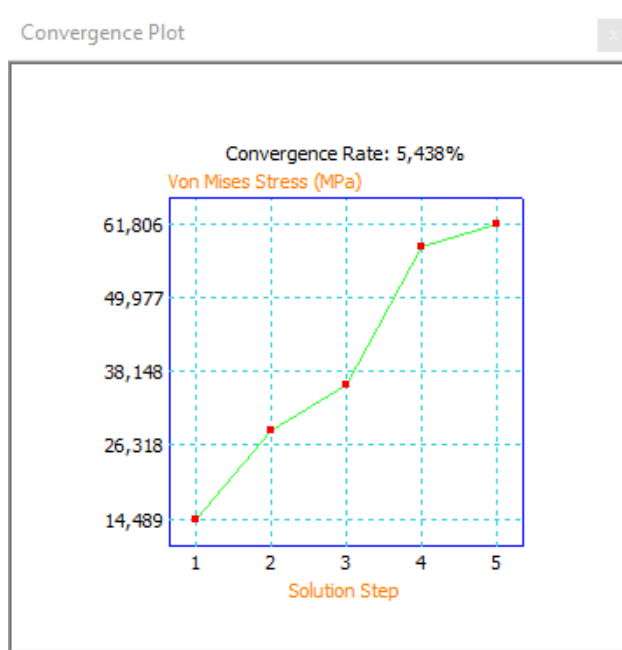 Convergence Plot
Convergence Rate: 5,438%
Von Mises Stress (MPa)
61,806
49,977
38,148
26,318
14,489
1 2 3 4 5
Solution Step